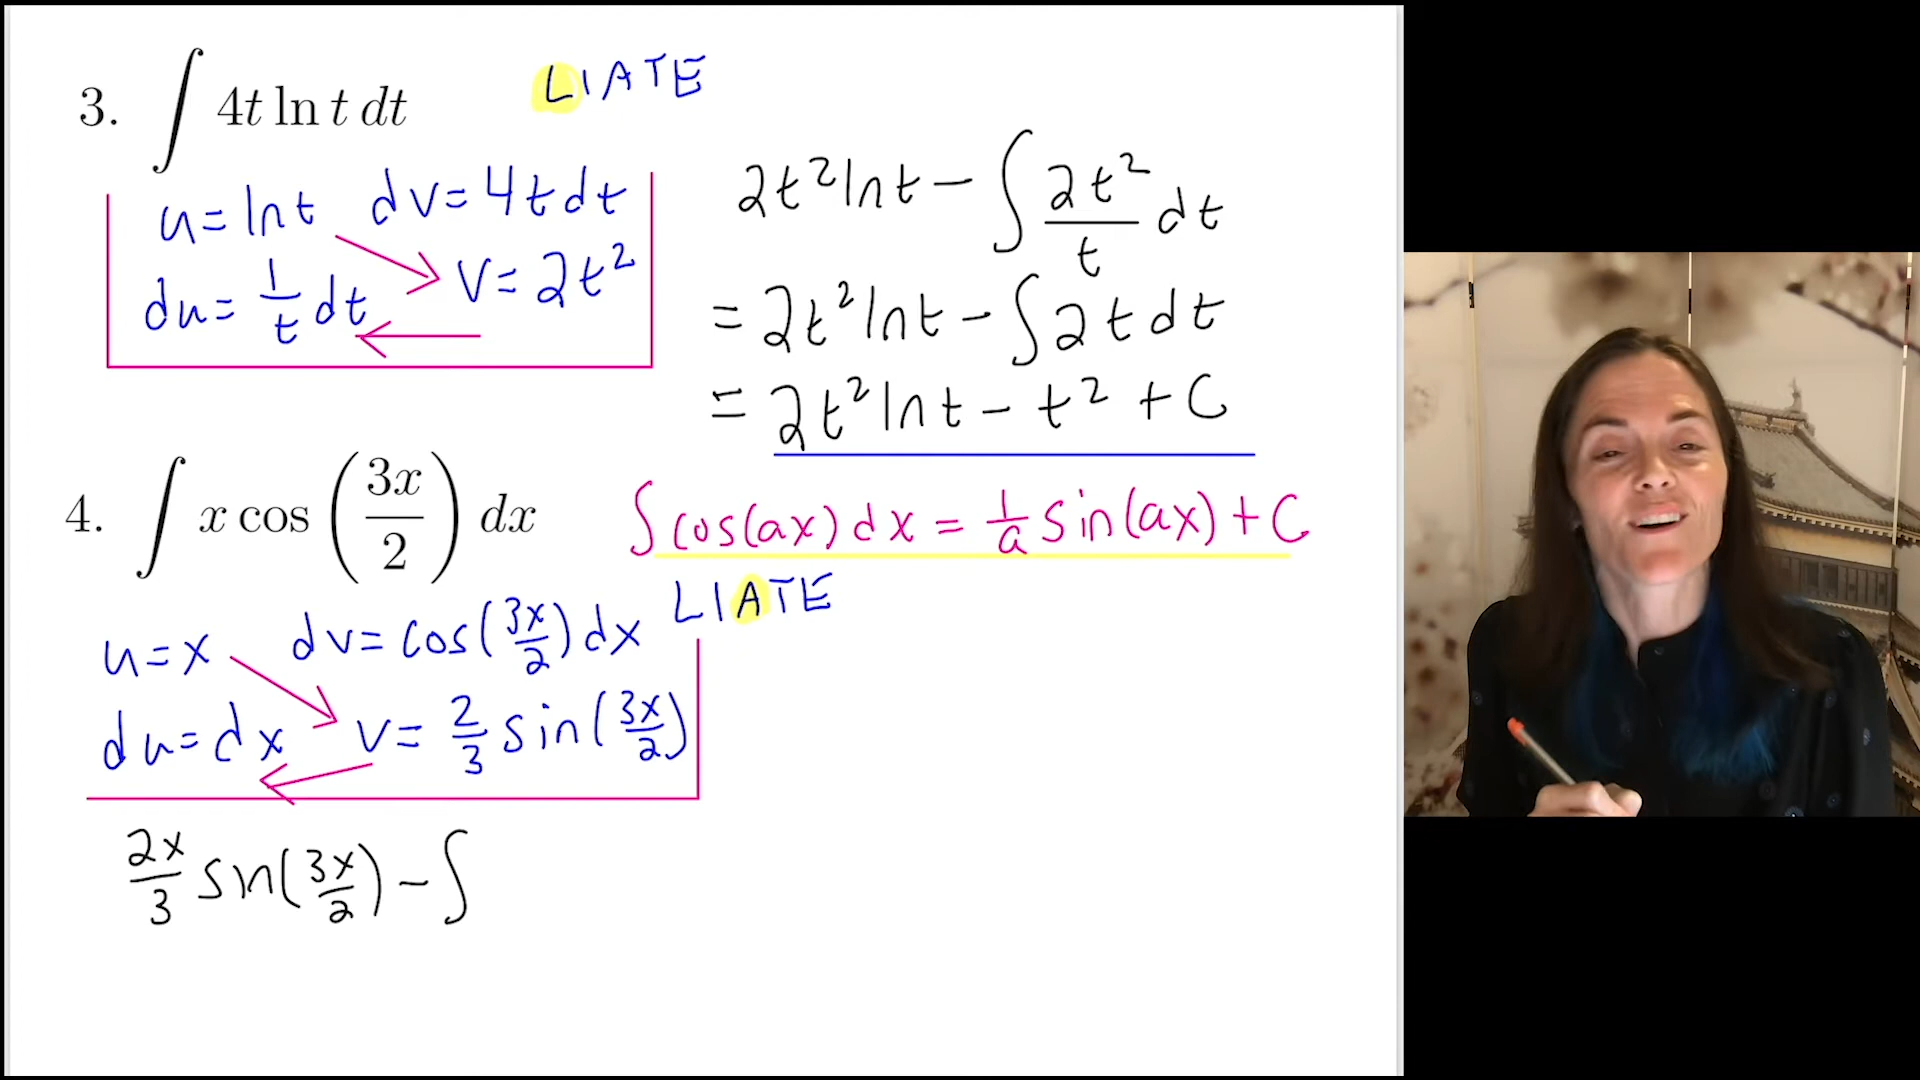 3. ∫ 4t ln t dt
LIATE
u = ln t dv = 4t dt
du = 1/t dt v = 2t²
2t² ln t − ∫ 2t²/t dt
= 2t² ln t − ∫ 2t dt
= 2t² ln t − t² + C
4. ∫ x cos (3x/2) dx
∫ cos(ax) dx = 1/a sin(ax) + C
LIATE
u = x dv = cos(3x/2) dx
du = dx v = 2/3 sin(3x/2)
2x/3 sin(3x/2) − ∫